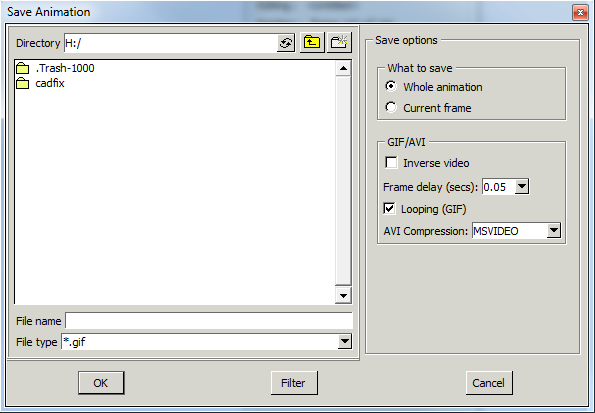 Save Animation
Directory H:/
.Trash-1000
cadfix
File name
File type *.gif
Save options
What to save
Whole animation
Current frame
GIF/AVI
Inverse video
Frame delay (secs): 0.05
Looping (GIF)
AVI Compression: MSVIDEO
OK Filter Cancel